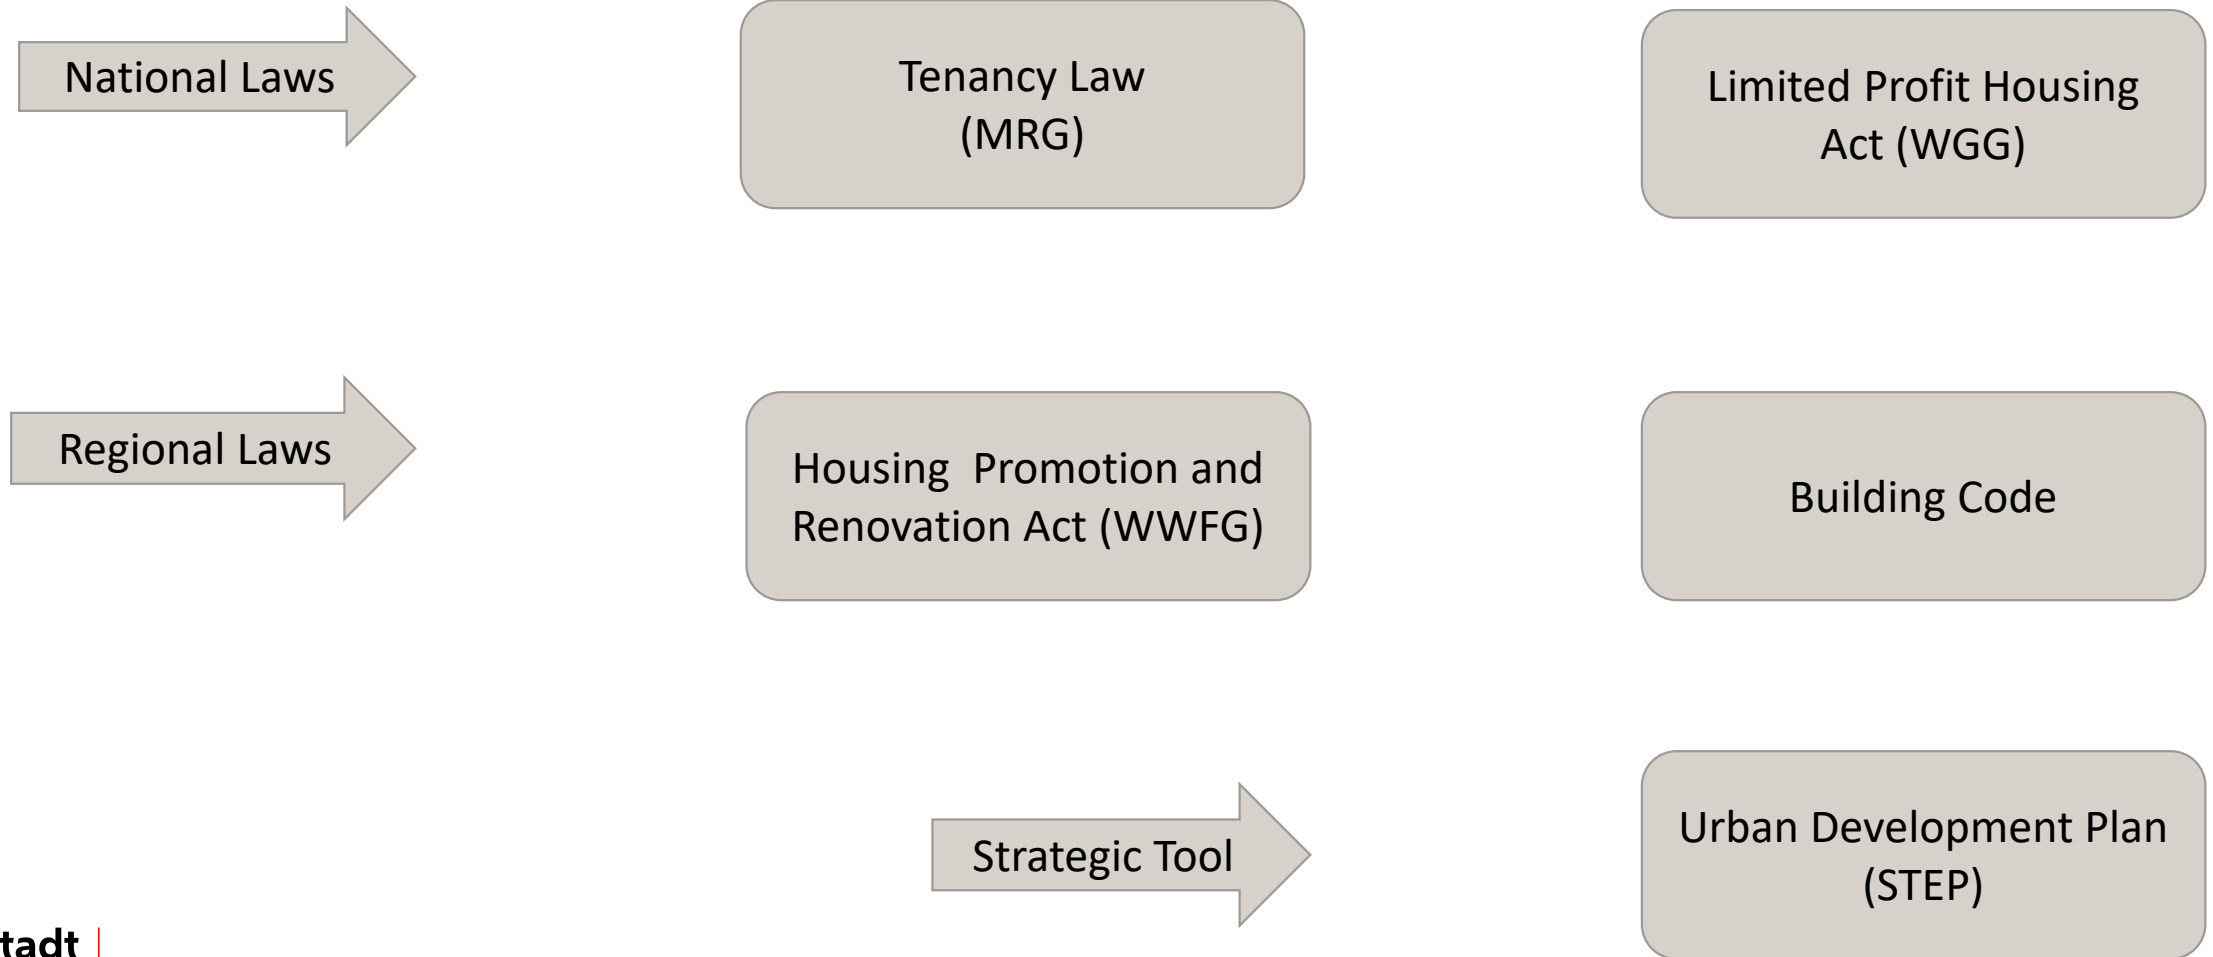 National Laws
Tenancy Law
(MRG)
Limited Profit Housing
Act (WGG)
Regional Laws
Housing  Promotion and
Renovation Act (WWFG)
Building Code
Strategic Tool
Urban Development Plan
(STEP)
tadt